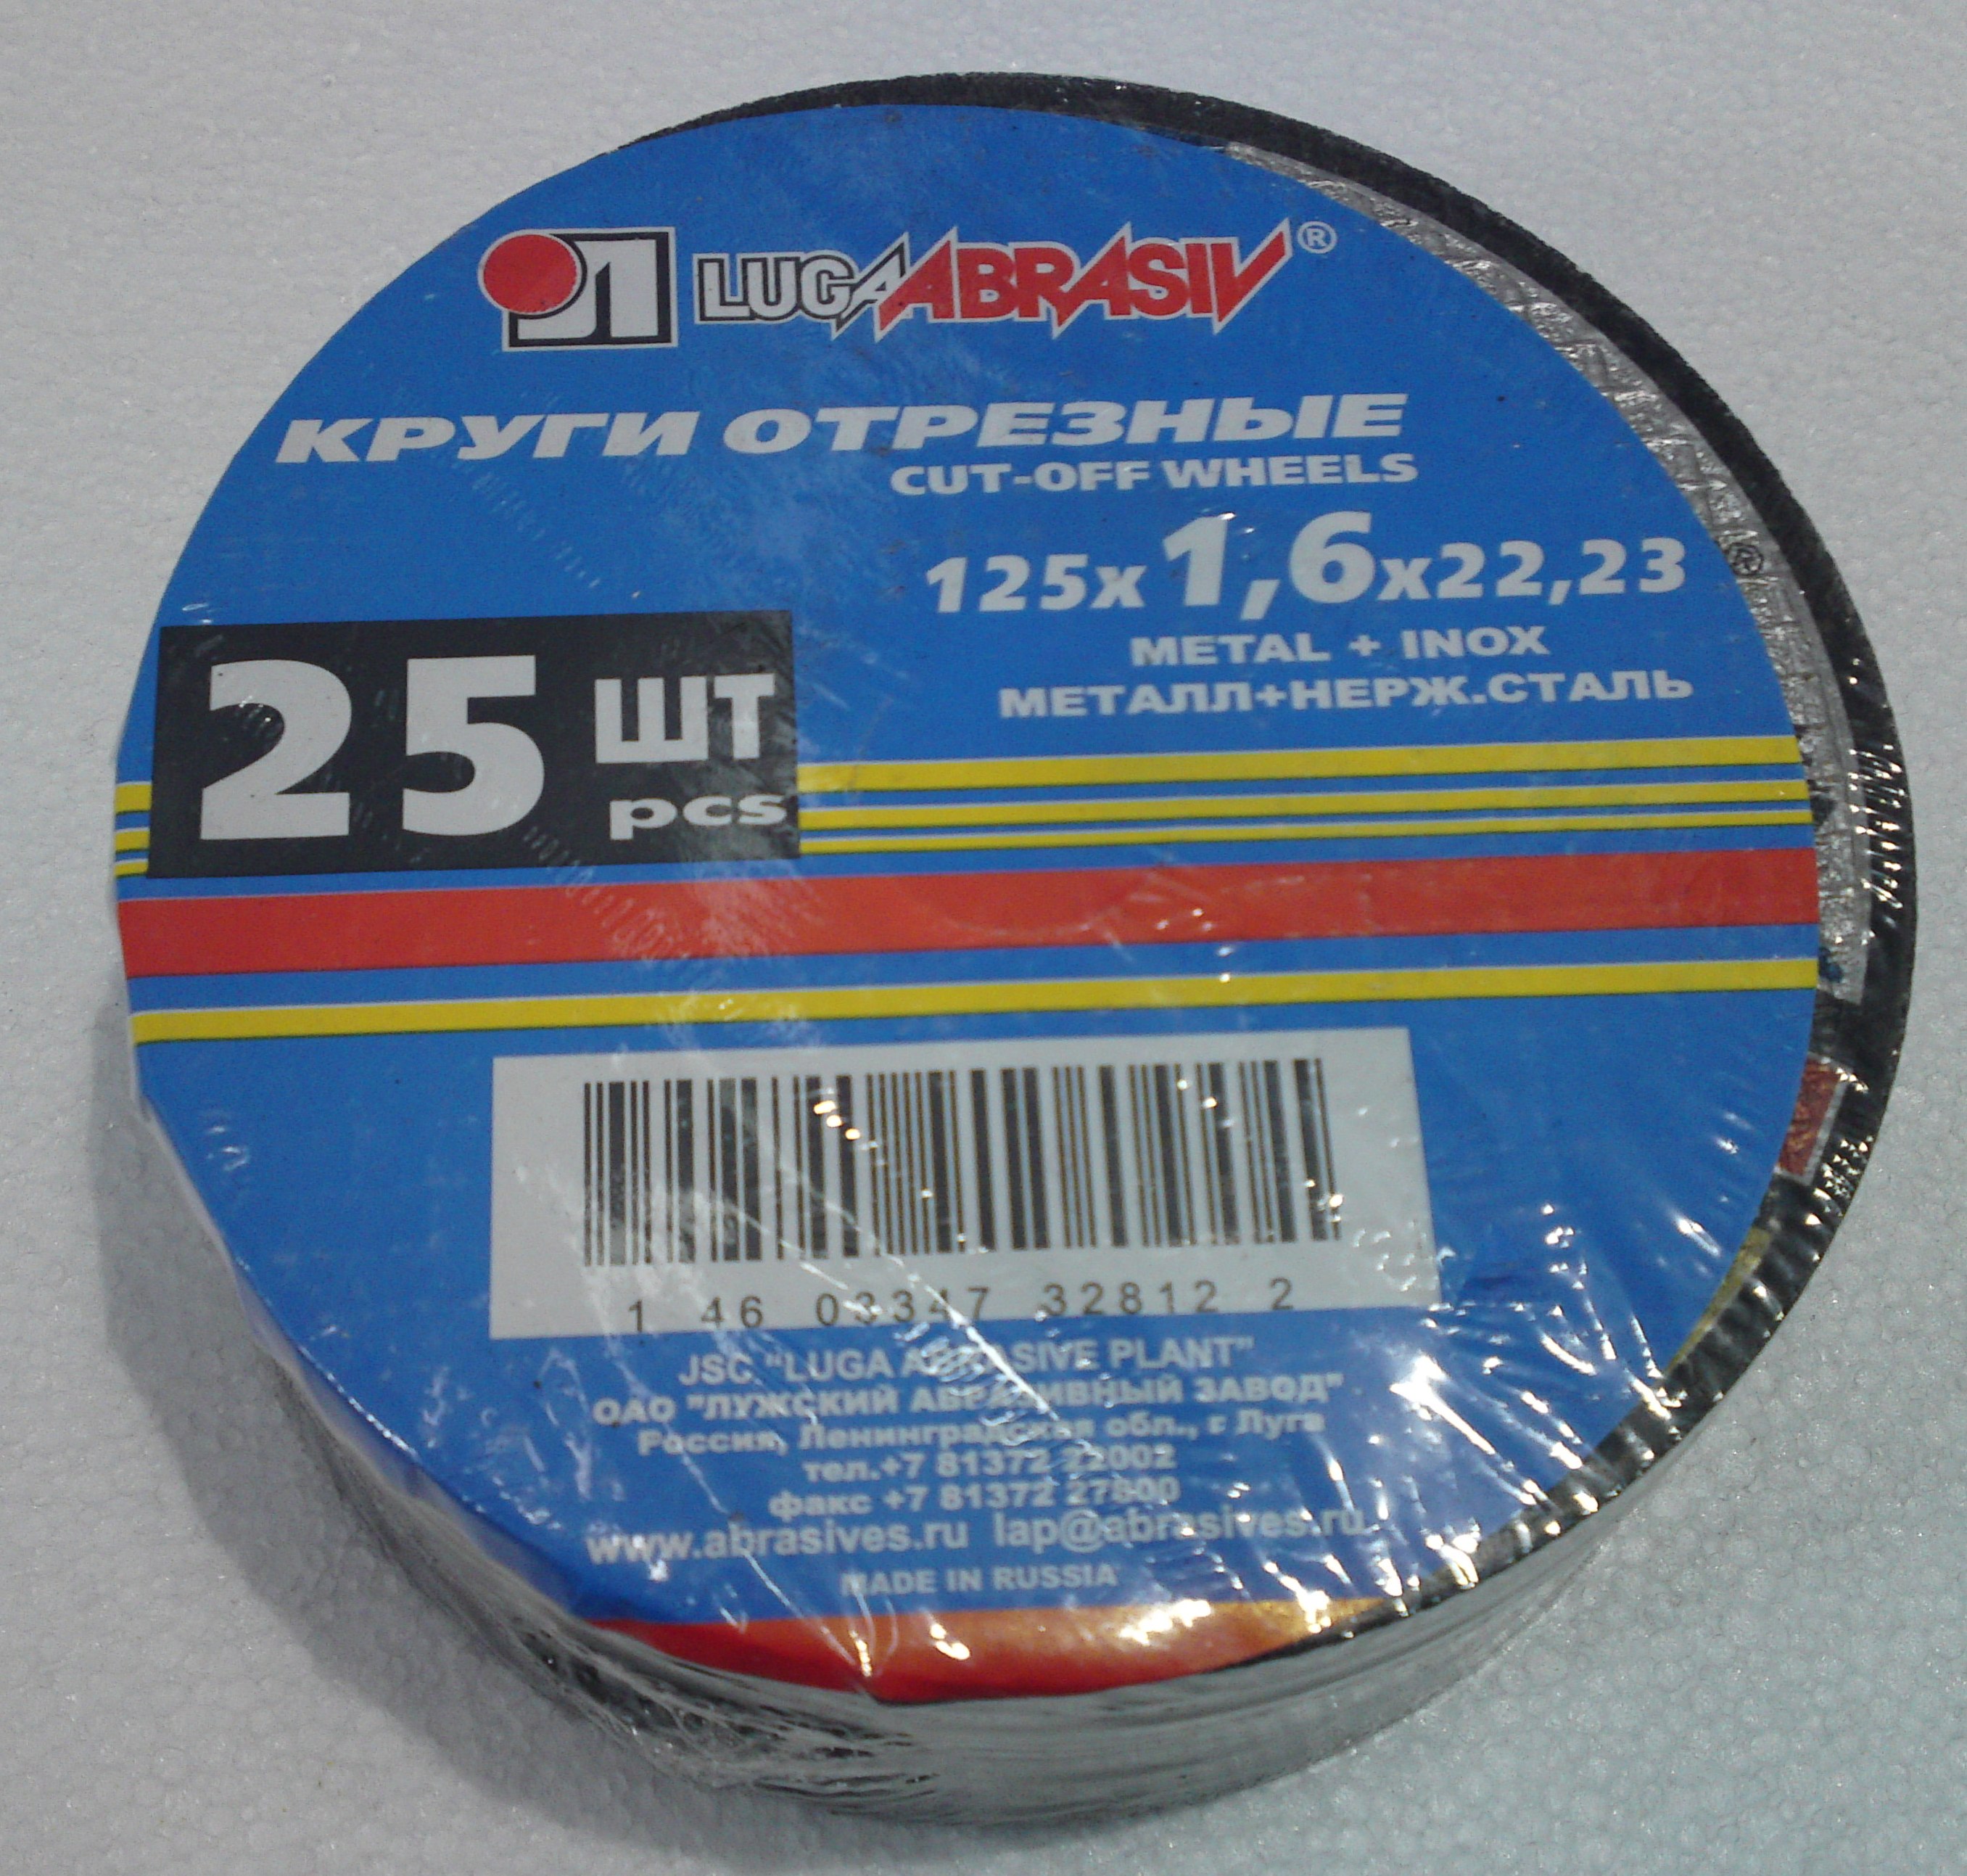 Л LUGAABRASIV®
КРУГИ ОТРЕЗНЫЕ
CUT-OFF WHEELS
125x1,6x22,23
METAL + INOX
МЕТАЛЛ+НЕРЖ.СТАЛЬ
25 ШТ
pcs
1 46 03347 32812 2
JSC "LUGA ABRASIVE PLANT"
ОАО "ЛУЖСКИЙ АБРАЗИВНЫЙ ЗАВОД"
Россия, Ленинградская обл., г Луга
тел.+7 81372 22002
факс +7 81372 27800
www.abrasives.ru lap@abrasives.ru
MADE IN RUSSIA